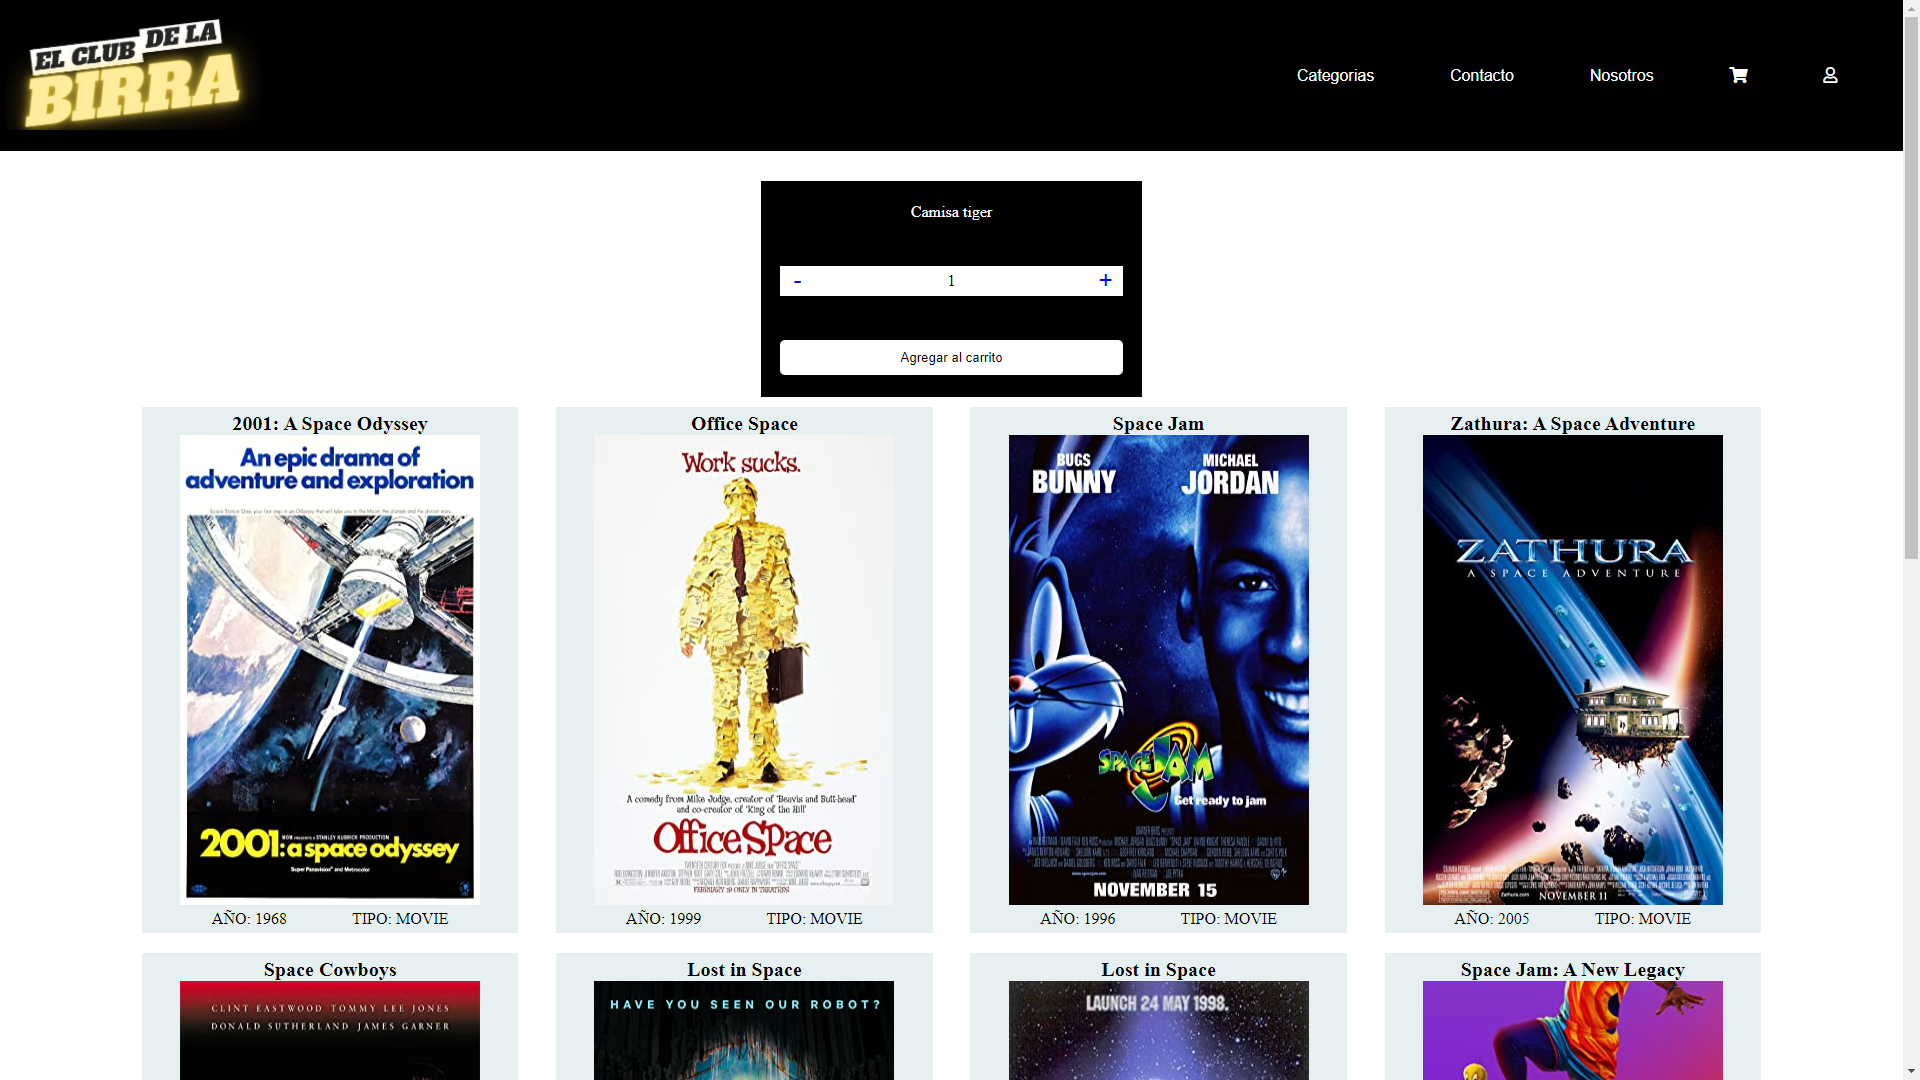 EL CLUB DE LA
BIRRA
Categorias
Contacto
Nosotros
Camisa tiger
-
1
+
Agregar al carrito
2001: A Space Odyssey
An epic drama of
adventure and exploration
2001: a space odyssey
Super Panavision and Metrocolor
AÑO: 1968
TIPO: MOVIE
Office Space
Work sucks.
A comedy from Mike Judge, creator of 'Beavis and Butt-head'
and co-creator of 'King of the Hill'
Office Space
FEBRUARY 19 ONLY IN THEATERS
AÑO: 1999
TIPO: MOVIE
Space Jam
BUGS
BUNNY
MICHAEL
JORDAN
SPACE JAM
Get ready to jam
NOVEMBER 15
AÑO: 1996
TIPO: MOVIE
Zathura: A Space Adventure
ZATHURA
A SPACE ADVENTURE
NOVEMBER 11
AÑO: 2005
TIPO: MOVIE
Space Cowboys
CLINT EASTWOOD TOMMY LEE JONES
DONALD SUTHERLAND JAMES GARNER
Lost in Space
HAVE YOU SEEN OUR ROBOT?
Lost in Space
LAUNCH 24 MAY 1998.
Space Jam: A New Legacy